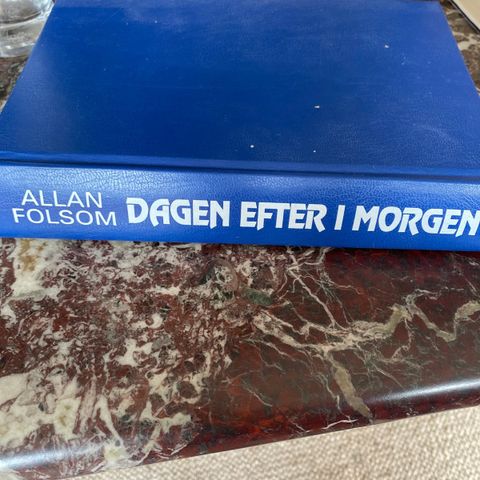 ALLAN
FOLSOM
DAGEN EFTER I MORGEN